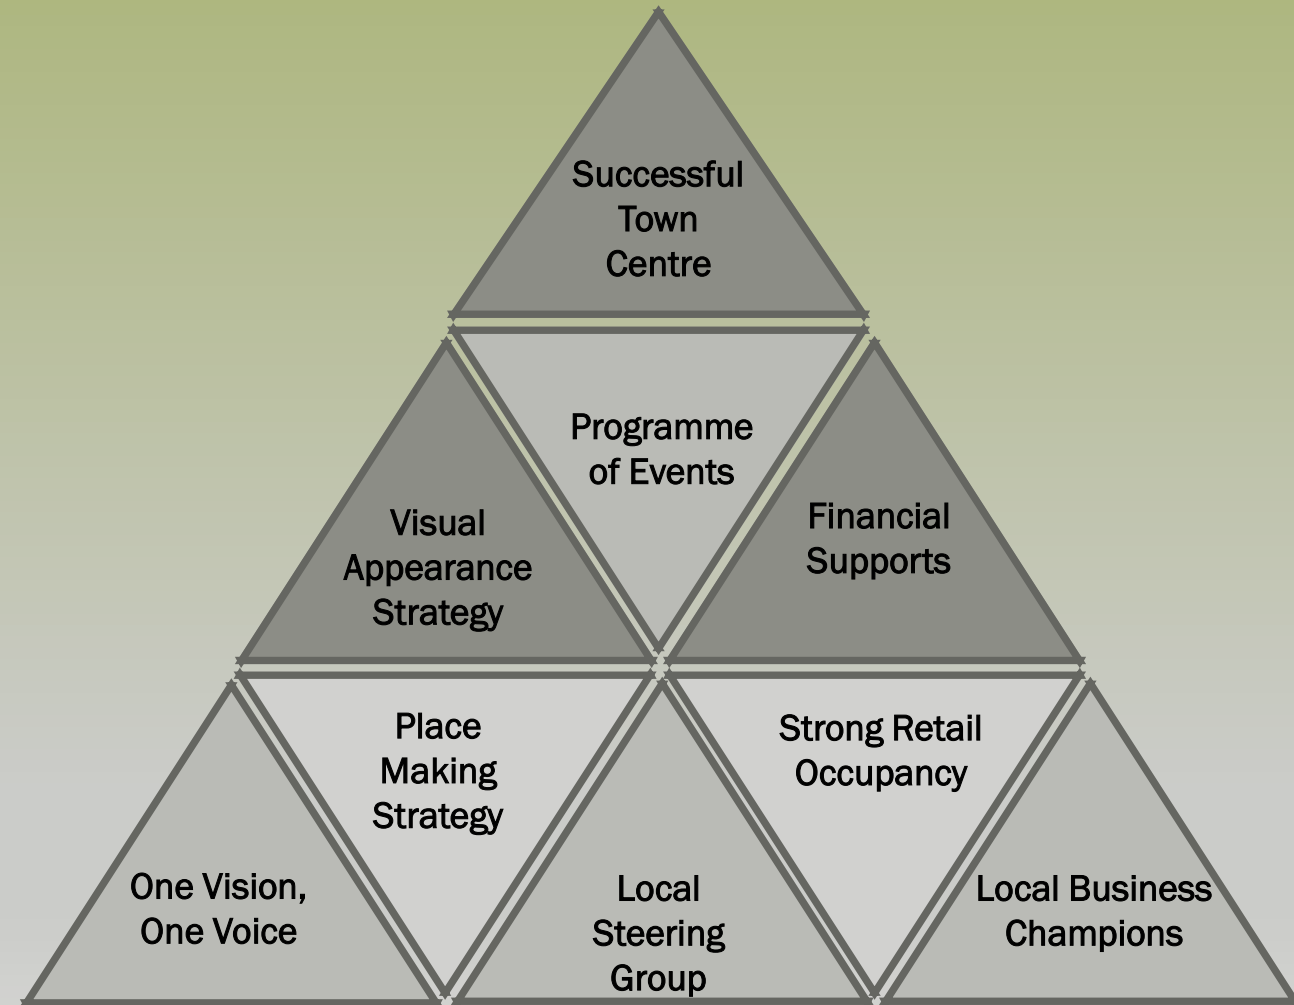 Successful
Town
Centre
Programme
of Events
Visual
Appearance
Strategy
Financial
Supports
Place
Making
Strategy
Strong Retail
Occupancy
One Vision,
One Voice
Local
Steering
Group
Local Business
Champions